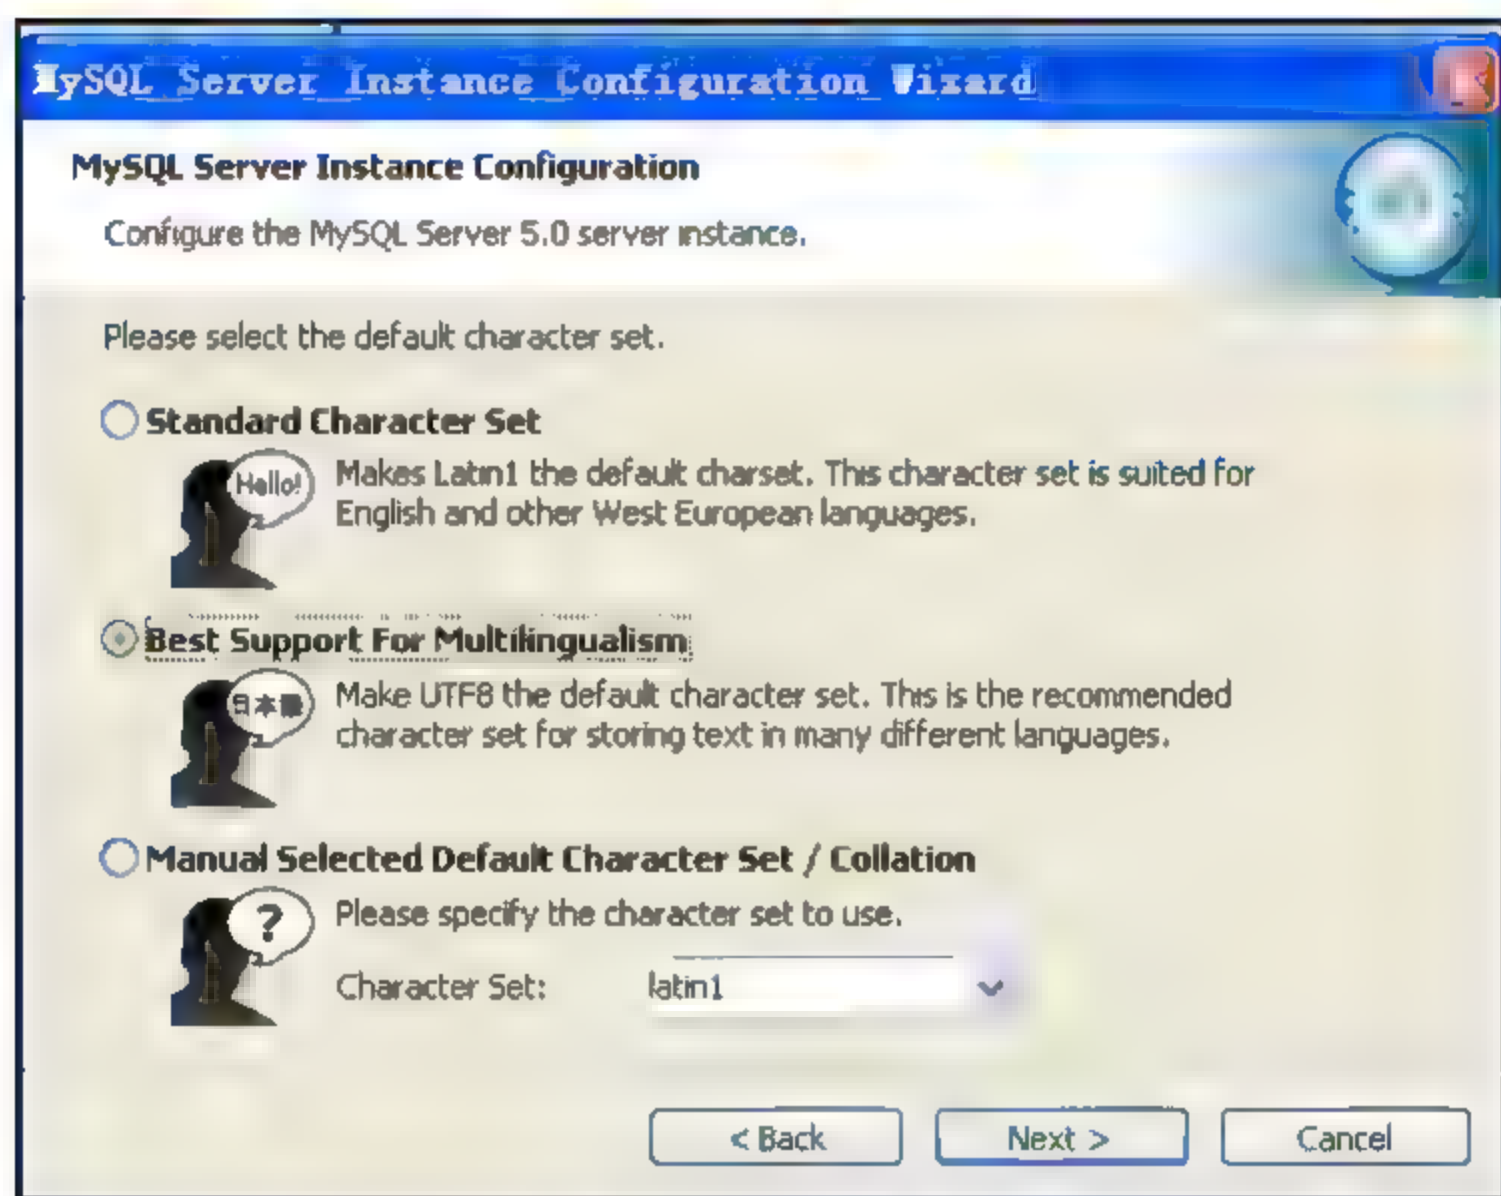 MySQL Server Instance Configuration Wizard
MySQL Server Instance Configuration
Configure the MySQL Server 5.0 server instance.
Please select the default character set.
Standard Character Set
Hello!
Makes Latin1 the default charset. This character set is suited for
English and other West European languages.
Best Support For Multilingualism
日本語
Make UTF8 the default character set. This is the recommended
character set for storing text in many different languages.
Manual Selected Default Character Set / Collation
?
Please specify the character set to use.
Character Set: latin1
< Back Next > Cancel